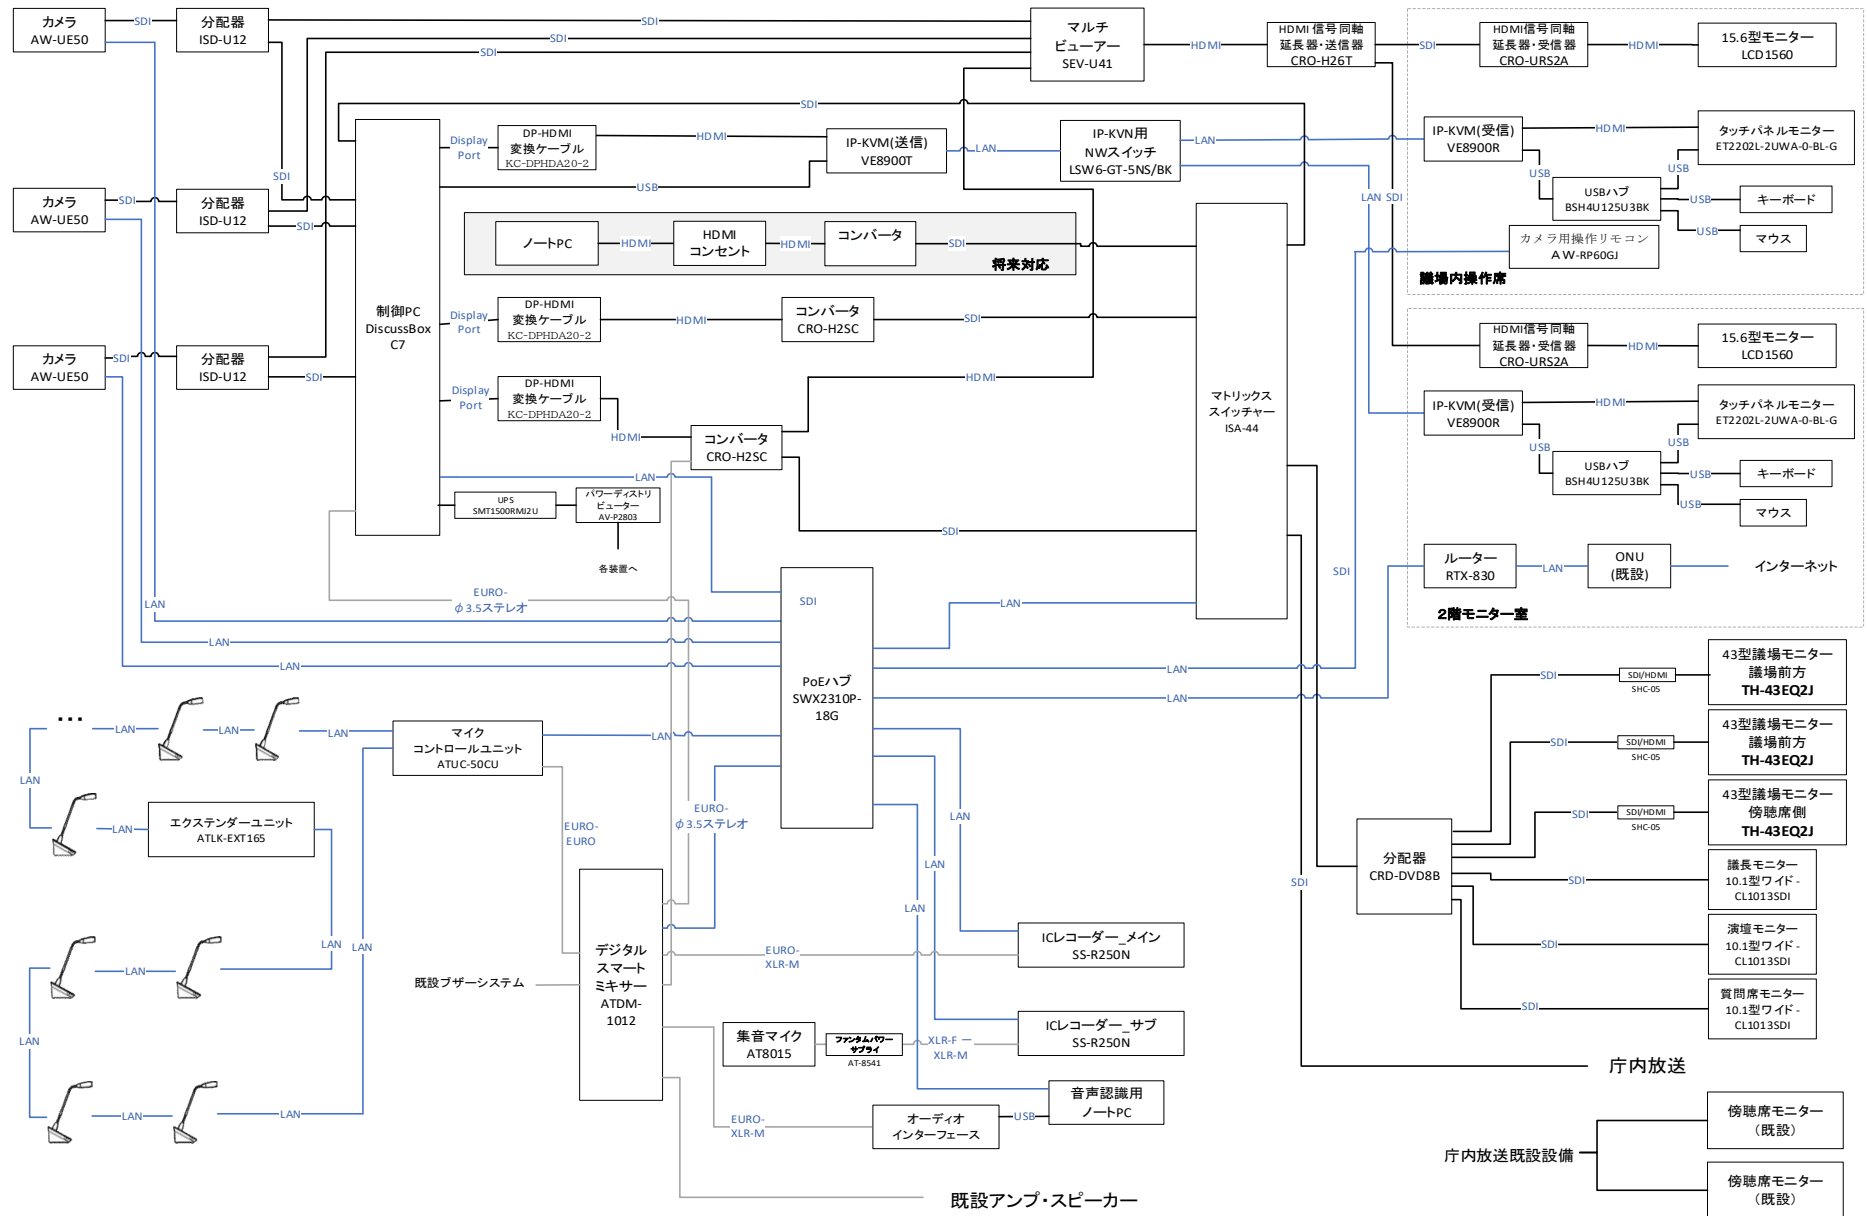 カメラ
AW-UE50
SDI
分配器
ISD-U12
SDI
SDI
SDI
マルチ
ビューアー
SEV-U41
HDMI
HDMI 信号同軸
延長器・送信器
CRO-H26T
SDI
HDMI信号同軸
延長器・受信器
CRO-URS2A
HDMI
15.6型モニター
LCD1560
SDI
Display
Port
DP-HDMI
変換ケーブル
KC-DPHDA20-2
HDMI
IP-KVM(送信)
VE8900T
LAN
IP-KVN用
NWスイッチ
LSW6-GT-5NS/BK
LAN
LAN
IP-KVM(受信)
VE8900R
HDMI
タッチパネルモニター
ET2202L-2UWA-0-BL-G
USB
USB
USBハブ
BSH4U125U3BK
USB
キーボード
USB
マウス
LAN
SDI
カメラ用操作リモコン
ＡＷ-RP60GJ
議場内操作席
SDI
USB
カメラ
AW-UE50
SDI
分配器
ISD-U12
SDI
ノートPC
HDMI
HDMI
コンセント
HDMI
コンバータ
SDI
将来対応
制御PC
DiscussBox
C7
Display
Port
DP-HDMI
変換ケーブル
KC-DPHDA20-2
HDMI
コンバータ
CRO-H2SC
SDI
カメラ
AW-UE50
SDI
分配器
ISD-U12
SDI
Display
Port
DP-HDMI
変換ケーブル
KC-DPHDA20-2
HDMI
HDMI
コンバータ
CRO-H2SC
マトリックス
スイッチャー
ISA-44
HDMI信号同軸
延長器・受信器
CRO-URS2A
HDMI
15.6型モニター
LCD1560
IP-KVM(受信)
VE8900R
HDMI
タッチパネルモニター
ET2202L-2UWA-0-BL-G
USB
USB
USBハブ
BSH4U125U3BK
USB
キーボード
USB
マウス
LAN
UPS
SMT1500RMJ2U
パワーディストリ
ビューター
AV-P2803
各装置へ
SDI
SDI
ルーター
RTX-830
LAN
ONU
(既設)
インターネット
2階モニター室
EURO-
φ3.5ステレオ
LAN
LAN
LAN
SDI
PoEハブ
SWX2310P-
18G
LAN
LAN
LAN
…
LAN
LAN
LAN
マイク
コントロールユニット
ATUC-50CU
LAN
LAN
LAN
エクステンダーユニット
ATLK-EXT165
EURO-
EURO
EURO-
φ3.5ステレオ
LAN
LAN
LAN
LAN
LAN
LAN
LAN
LAN
LAN
デジタル
スマート
ミキサー
ATDM-
1012
既設ブザーシステム
EURO-
XLR-M
ICレコーダー_メイン
SS-R250N
集音マイク
AT8015
ファンタムパワー
サプライ
AT-8541
XLR-F －
XLR-M
ICレコーダー_サブ
SS-R250N
EURO-
XLR-M
オーディオ
インターフェース
USB
音声認識用
ノートPC
既設アンプ・スピーカー
SDI
分配器
CRD-DVD8B
SDI
SDI/HDMI
SHC-05
43型議場モニター
議場前方
TH-43EQ2J
SDI
SDI/HDMI
SHC-05
43型議場モニター
議場前方
TH-43EQ2J
SDI
SDI/HDMI
SHC-05
43型議場モニター
傍聴席側
TH-43EQ2J
SDI
議長モニター
10.1型ワイド -
CL1013SDI
SDI
演壇モニター
10.1型ワイド -
CL1013SDI
SDI
質問席モニター
10.1型ワイド -
CL1013SDI
庁内放送
庁内放送既設設備
傍聴席モニター
（既設）
傍聴席モニター
（既設）